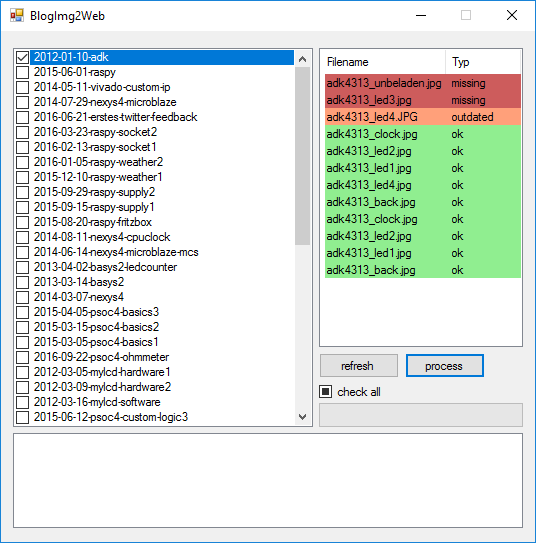 BlogImg2Web
2012-01-10-adk
2015-06-01-raspy
2014-05-11-vivado-custom-ip
2014-07-29-nexys4-microblaze
2016-06-21-erstes-twitter-feedback
2016-03-23-raspy-socket2
2016-02-13-raspy-socket1
2016-01-05-raspy-weather2
2015-12-10-raspy-weather1
2015-09-29-raspy-supply2
2015-09-15-raspy-supply1
2015-08-20-raspy-fritzbox
2014-08-11-nexys4-cpuclock
2014-06-14-nexys4-microblaze-mcs
2013-04-02-basys2-ledcounter
2013-03-14-basys2
2014-03-07-nexys4
2015-04-05-psoc4-basics3
2015-03-15-psoc4-basics2
2015-03-05-psoc4-basics1
2016-09-22-psoc4-ohmmeter
2012-03-05-mylcd-hardware1
2012-03-09-mylcd-hardware2
2012-03-16-mylcd-software
2015-06-12-psoc4-custom-logic3
Filename Typ
adk4313_unbeladen.jpg missing
adk4313_led3.jpg missing
adk4313_led4.JPG outdated
adk4313_clock.jpg ok
adk4313_led2.jpg ok
adk4313_led1.jpg ok
adk4313_led4.jpg ok
adk4313_back.jpg ok
adk4313_clock.jpg ok
adk4313_led2.jpg ok
adk4313_led1.jpg ok
adk4313_back.jpg ok
refresh process
check all